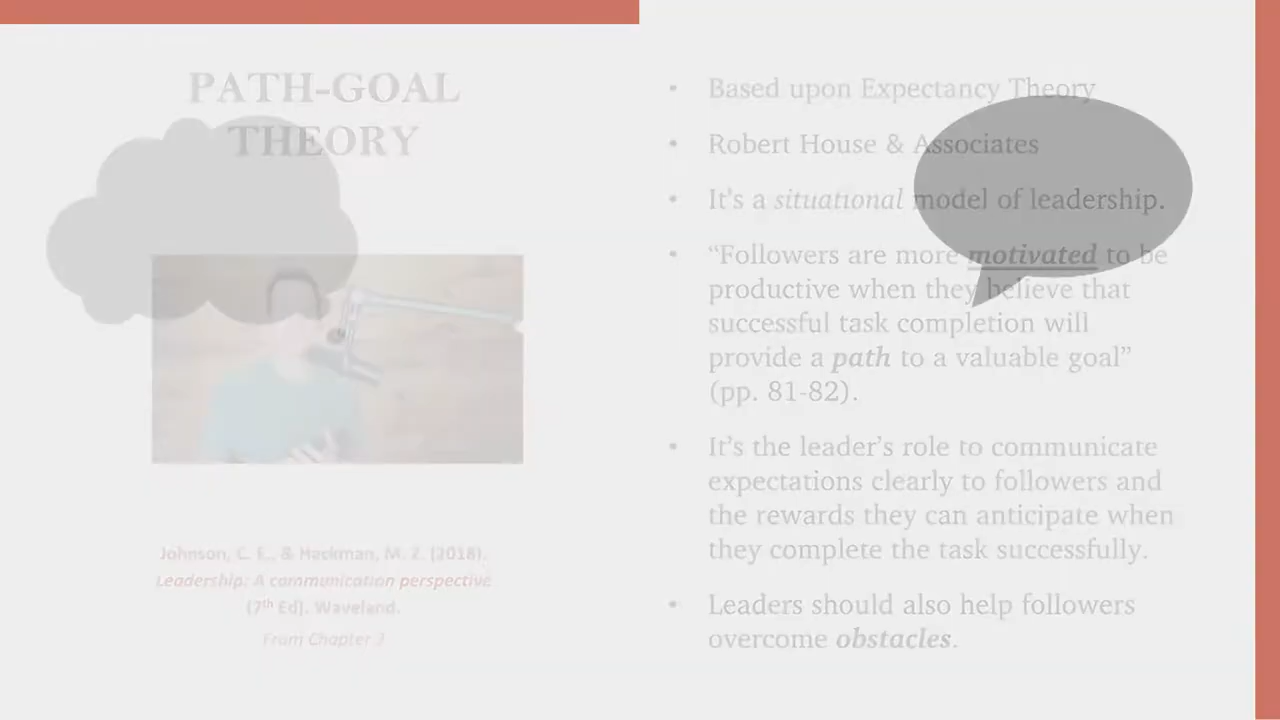 PATH-GOAL
THEORY
Johnson, C. E., & Hackman, M. Z. (2018).
Leadership: A communication perspective
(7th Ed). Waveland.
From Chapter 3
• Based upon Expectancy Theory
• Robert House & Associates
• It's a situational model of leadership.
• “Followers are more motivated to be
productive when they believe that
successful task completion will
provide a path to a valuable goal”
(pp. 81-82).
• It’s the leader’s role to communicate
expectations clearly to followers and
the rewards they can anticipate when
they complete the task successfully.
• Leaders should also help followers
overcome obstacles.